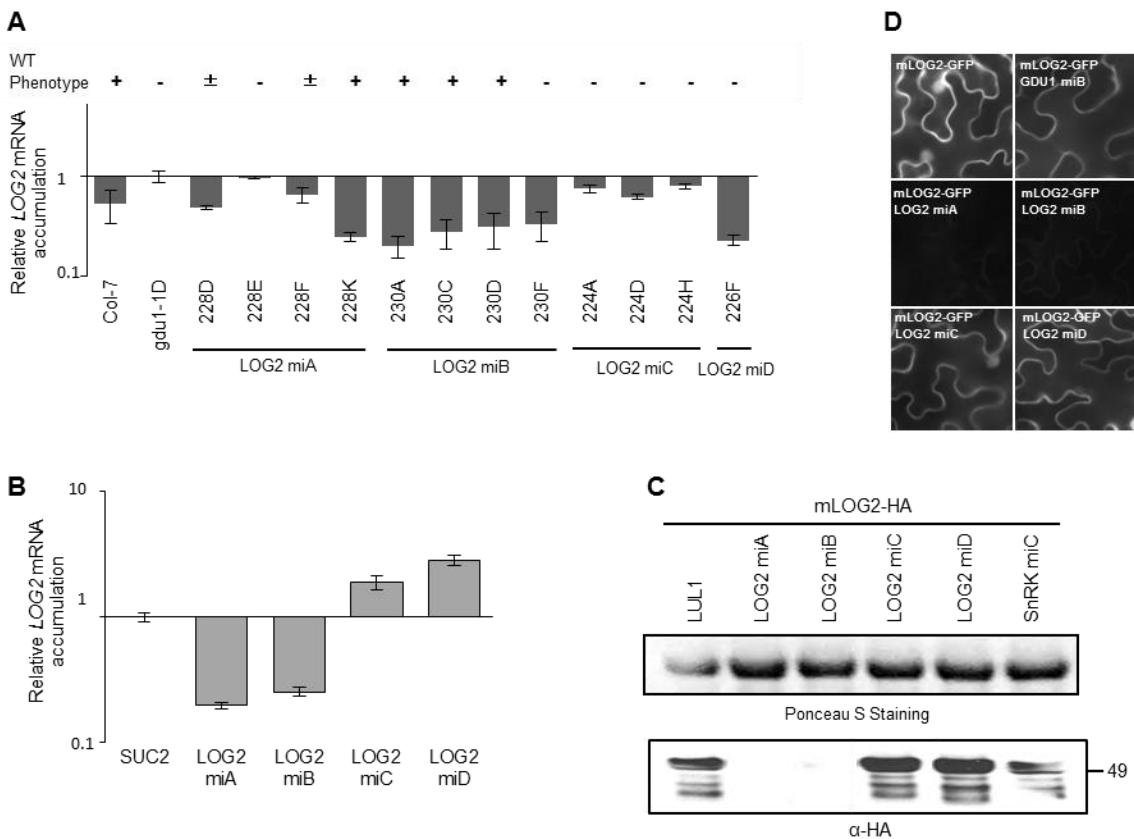 A
WT
Phenotype
+ - ± - ± + + + + - - - - -
Relative LOG2 mRNA
accumulation
1
0.1
Col-7
gdu1-1D
228D
228E
228F
228K
230A
230C
230D
230F
224A
224D
224H
226F
LOG2 miA
LOG2 miB
LOG2 miC
LOG2 miD
D
mLOG2-GFP
mLOG2-GFP
GDU1 miB
mLOG2-GFP
LOG2 miA
mLOG2-GFP
LOG2 miB
mLOG2-GFP
LOG2 miC
mLOG2-GFP
LOG2 miD
B
Relative LOG2 mRNA
accumulation
10
1
0.1
SUC2
LOG2
miA
LOG2
miB
LOG2
miC
LOG2
miD
C
mLOG2-HA
LUL1
LOG2 miA
LOG2 miB
LOG2 miC
LOG2 miD
SnRK miC
Ponceau S Staining
49
α-HA